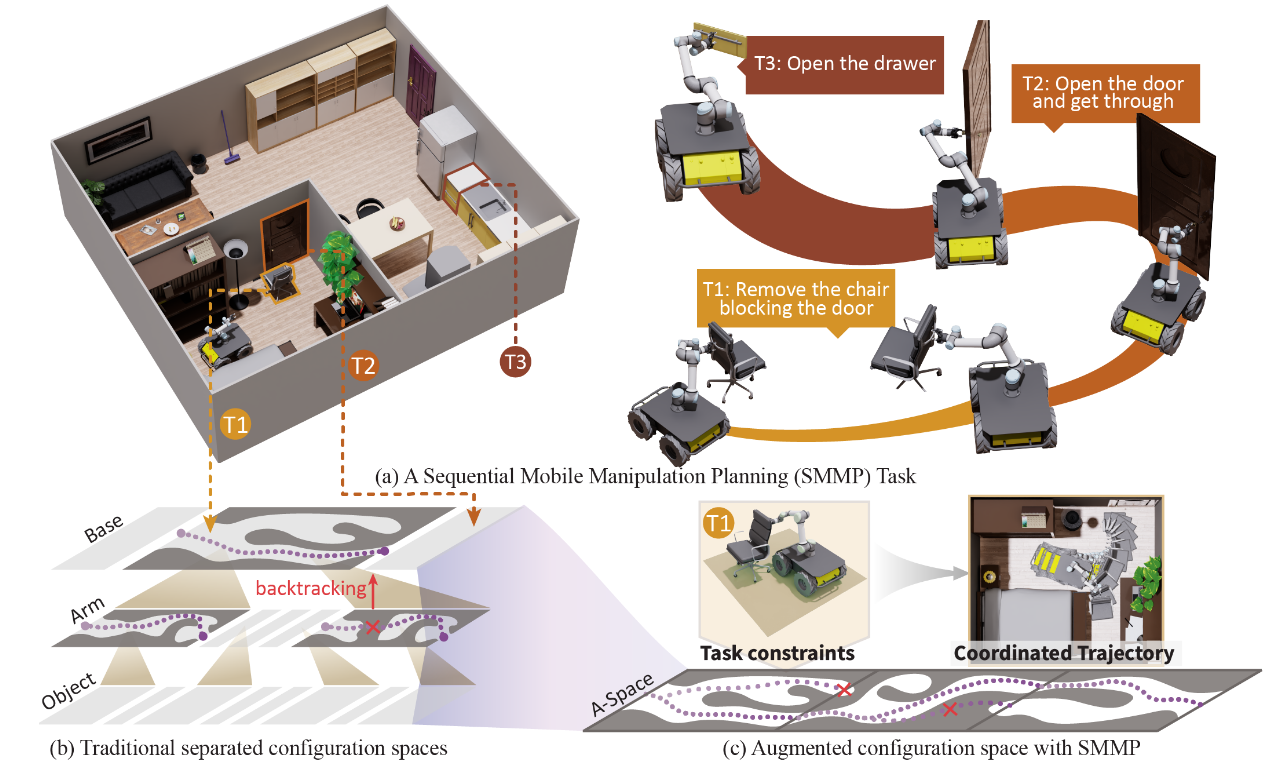 T3: Open the drawer
T2: Open the door
and get through
T1: Remove the chair
blocking the door
T1
T2
T3
(a) A Sequential Mobile Manipulation Planning (SMMP) Task
Base
backtracking
Arm
Object
(b) Traditional separated configuration spaces
T1
Task constraints
Coordinated Trajectory
A-Space
(c) Augmented configuration space with SMMP